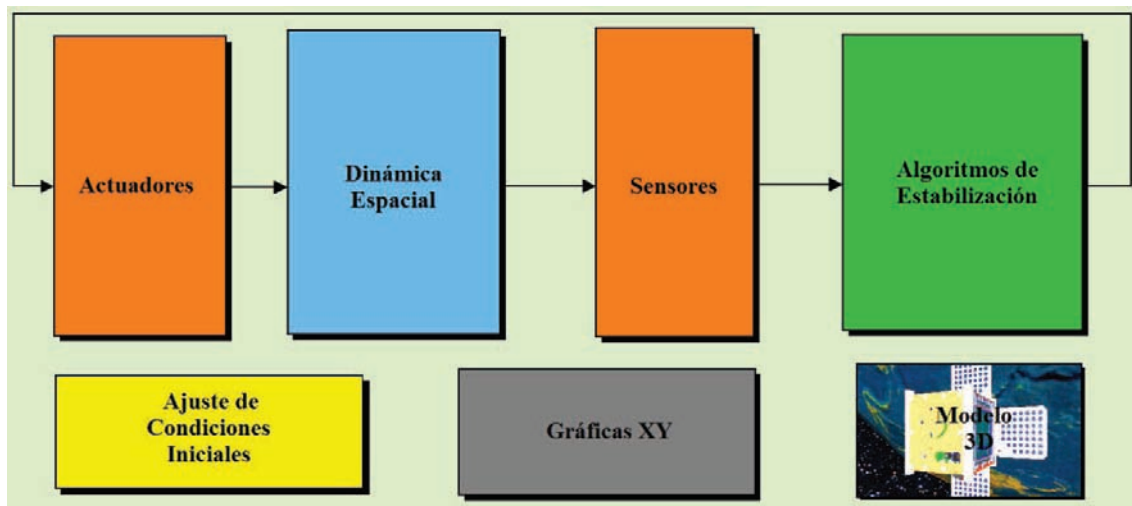 Actuadores
Dinámica
Espacial
Sensores
Algoritmos de
Estabilización
Ajuste de
Condiciones
Iniciales
Gráficas XY
Modelo
3D